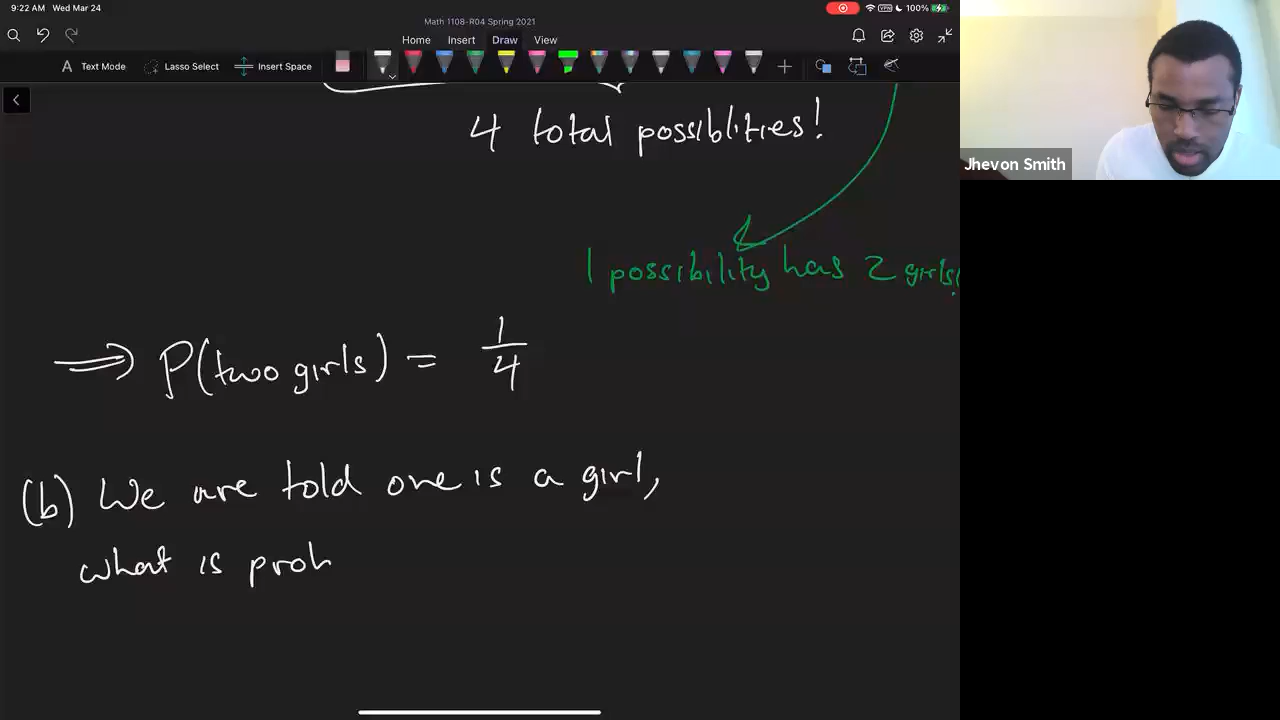 9:22 AM Wed Mar 24
100%
Math 1108-R04 Spring 2021
Home Insert Draw View
Text Mode Lasso Select Insert Space
4 total possiblities!
1 possibility has 2 girls!
⟹ P(two girls) = 1/4
(b) We are told one is a girl,
what is prob
Jhevon Smith